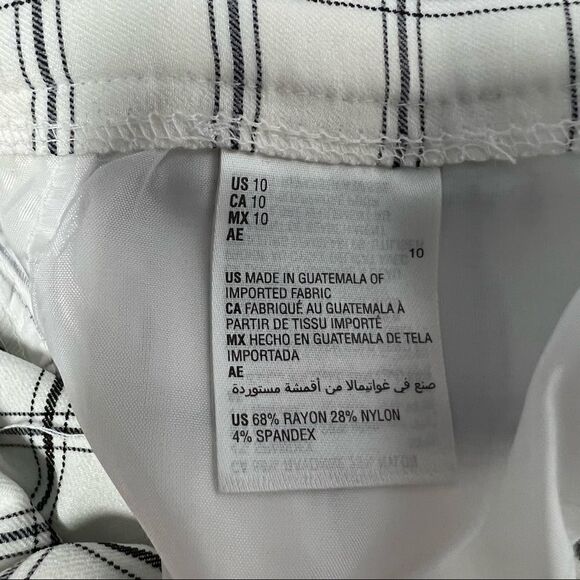 US 10
CA 10
MX 10
AE
10
US MADE IN GUATEMALA OF
IMPORTED FABRIC
CA FABRIQUÉ AU GUATEMALA À
PARTIR DE TISSU IMPORTÉ
MX HECHO EN GUATEMALA DE TELA
IMPORTADA
AE
صنع في غواتيمالا من أقمشة مستوردة
US 68% RAYON 28% NYLON
4% SPANDEX